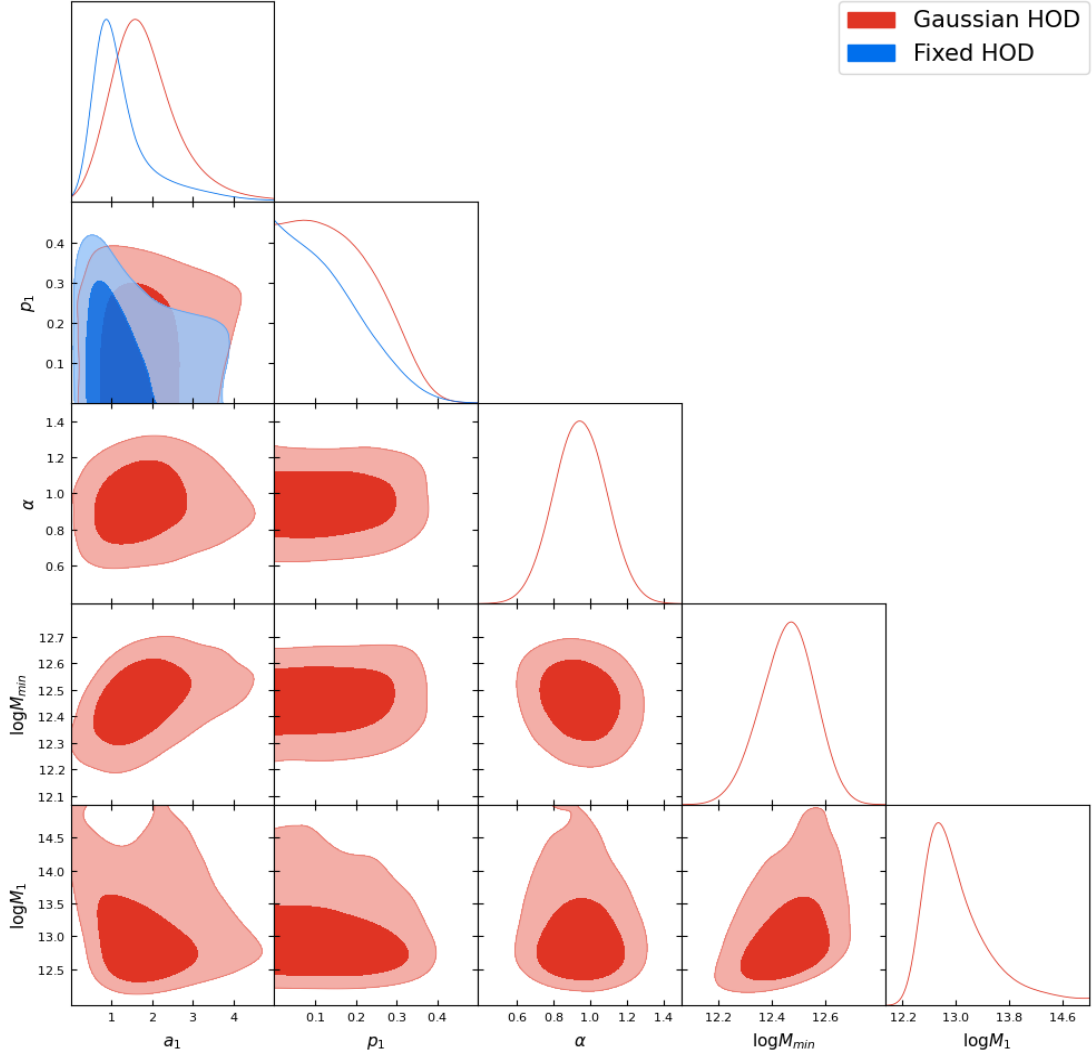 Gaussian HOD
Fixed HOD
0.4
0.3
0.2
0.1
p₁
1.4
1.2
1.0
0.8
0.6
α
12.7
12.6
12.5
12.4
12.3
12.2
12.1
logM_min
14.5
14.0
13.5
13.0
12.5
logM₁
1 2 3 4 0.1 0.2 0.3 0.4 0.6 0.8 1.0 1.2 1.4 12.2 12.4 12.6 12.2 13.0 13.8 14.6
a₁ p₁ α logM_min logM₁